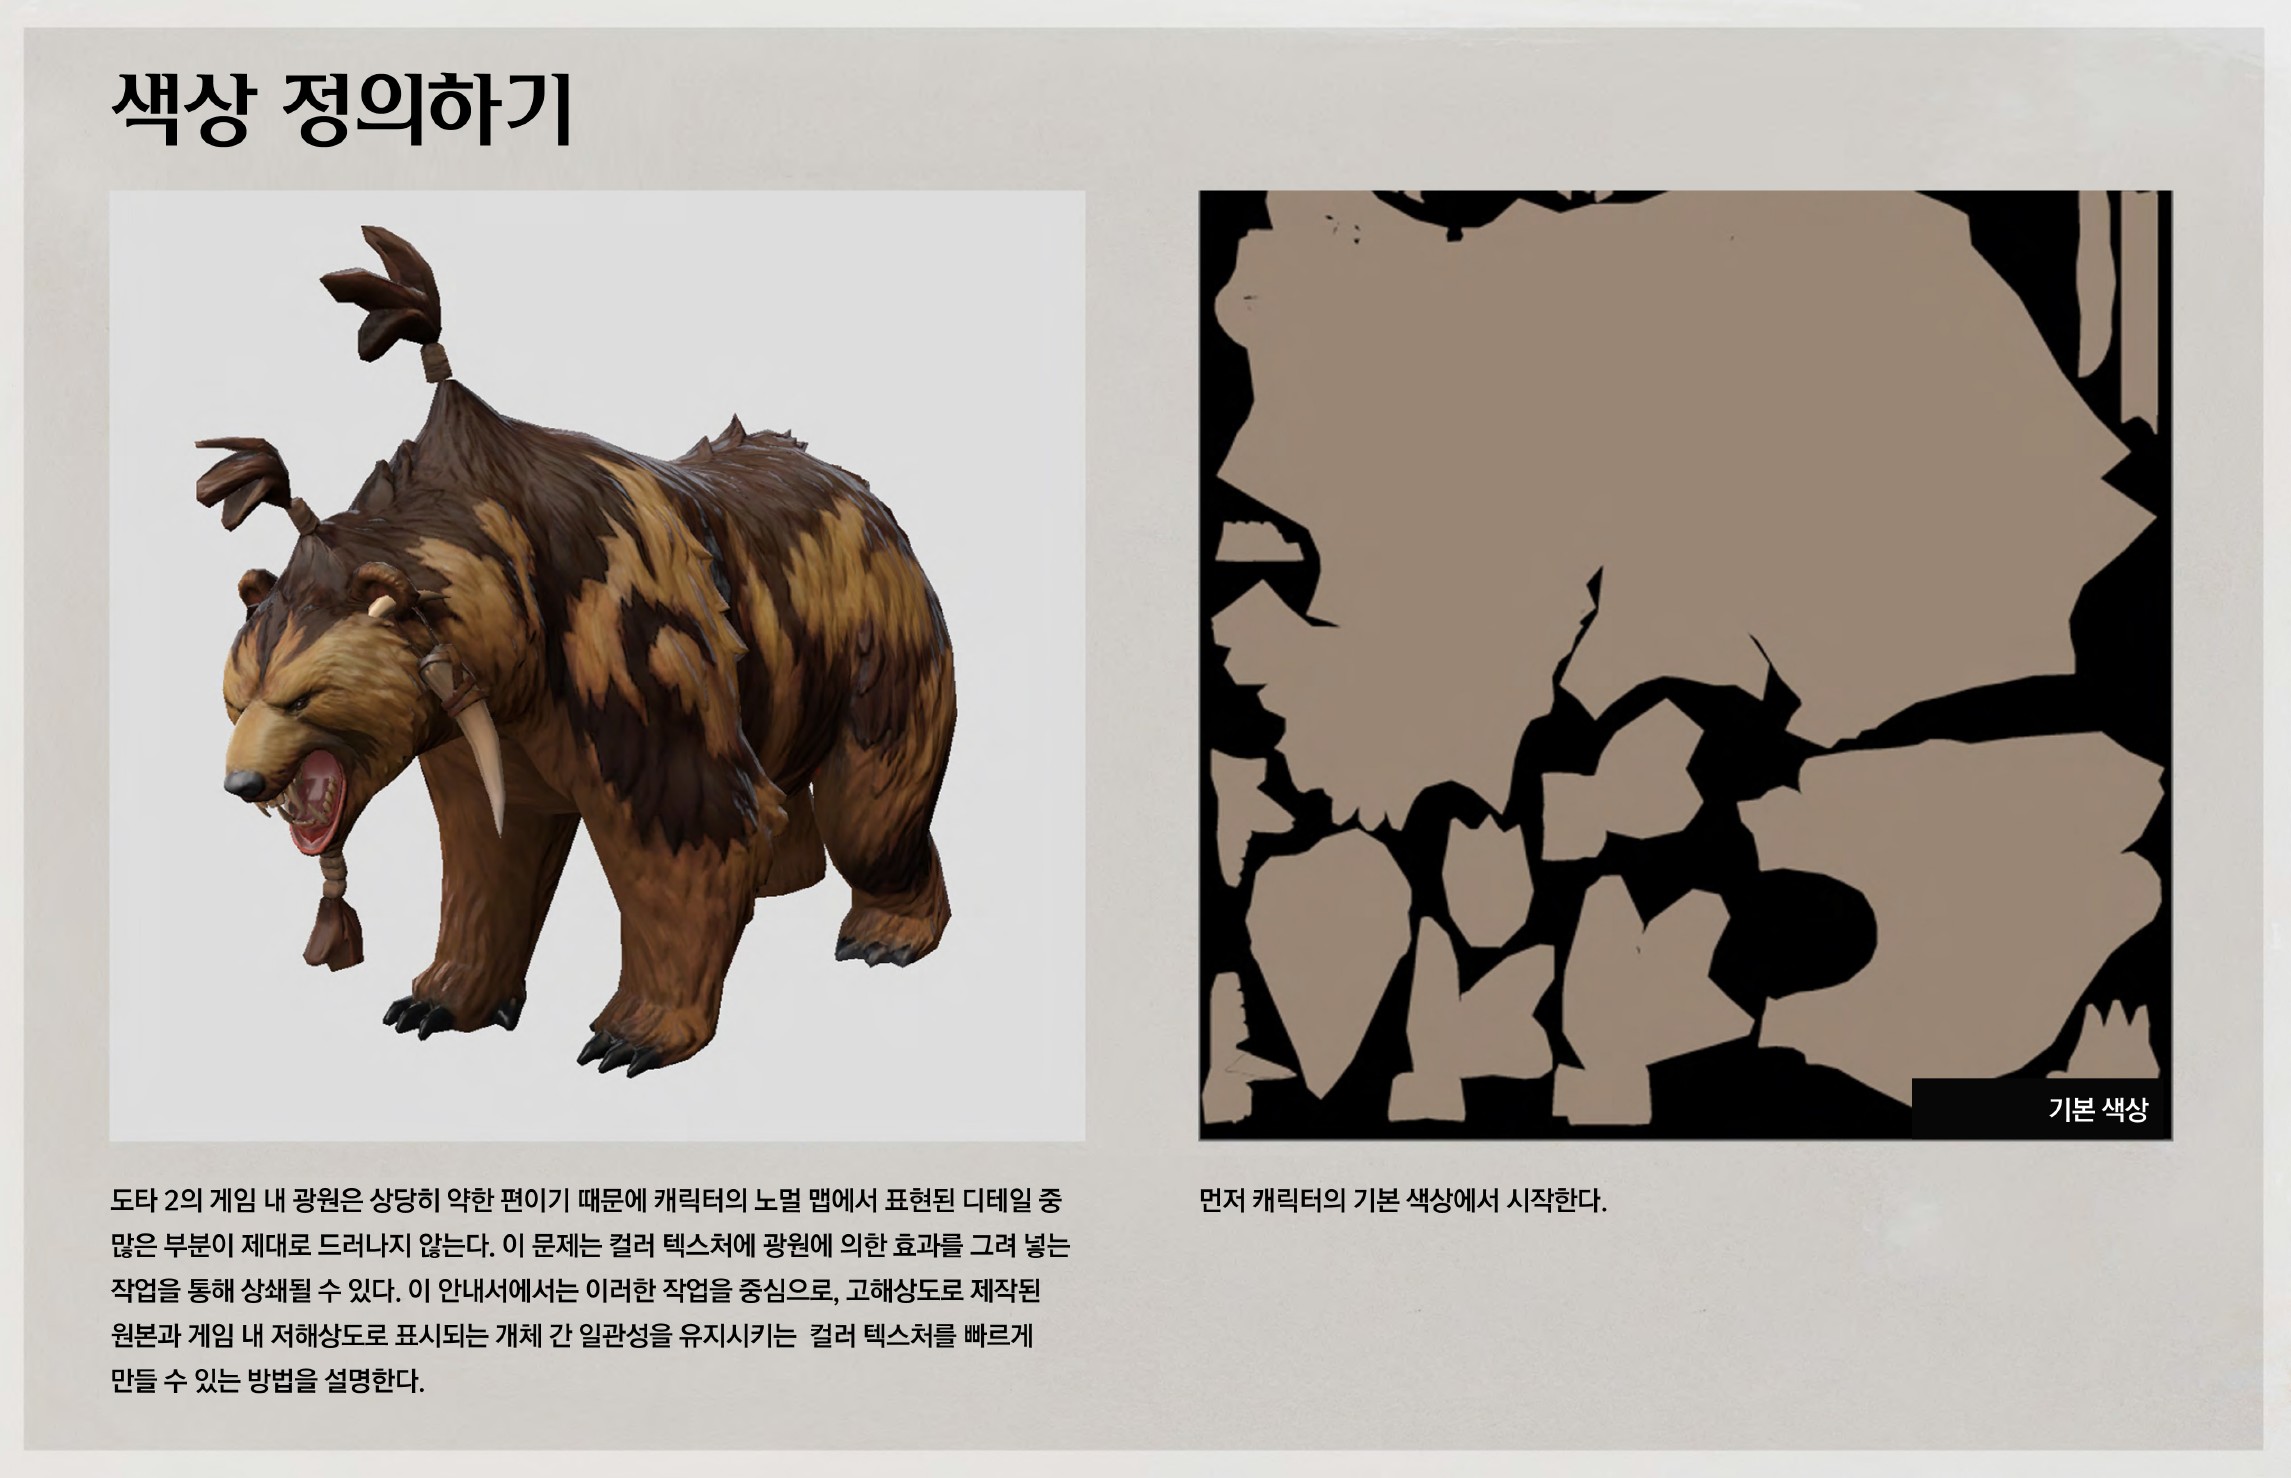 색상 정의하기
기본 색상
도타 2의 게임 내 광원은 상당히 약한 편이기 때문에 캐릭터의 노멀 맵에서 표현된 디테일 중
많은 부분이 제대로 드러나지 않는다. 이 문제는 컬러 텍스처에 광원에 의한 효과를 그려 넣는
작업을 통해 상쇄될 수 있다. 이 안내서에서는 이러한 작업을 중심으로, 고해상도로 제작된
원본과 게임 내 저해상도로 표시되는 개체 간 일관성을 유지시키는  컬러 텍스처를 빠르게
만들 수 있는 방법을 설명한다.
먼저 캐릭터의 기본 색상에서 시작한다.